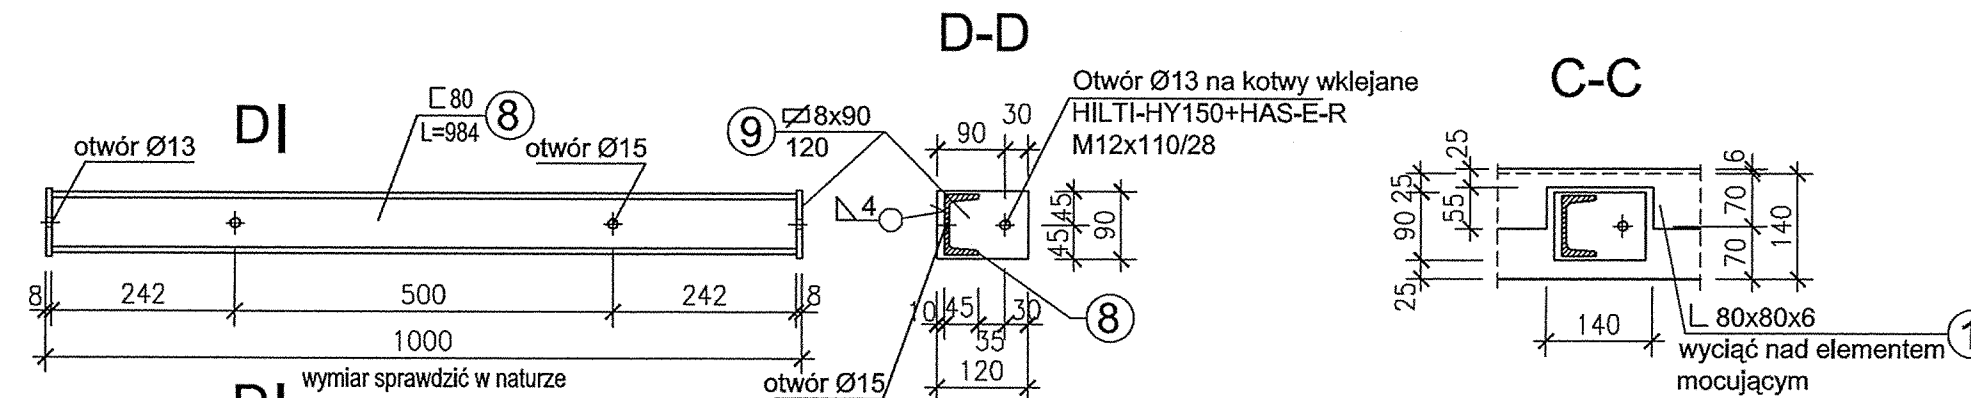 D-D
C-C
D|
⊏80
L=984
8
otwór Ø13
otwór Ø15
8
242
500
242
8
1000
wymiar sprawdzić w naturze
9
8x90
120
90
30
Otwór Ø13 na kotwy wklejane
HILTI-HY150+HAS-E-R
M12x110/28
4
45
45
90
10
45
35
30
120
8
otwór Ø15
25
25
90
55
25
6
70
70
140
140
L 80x80x6
wyciąć nad elementem
mocującym